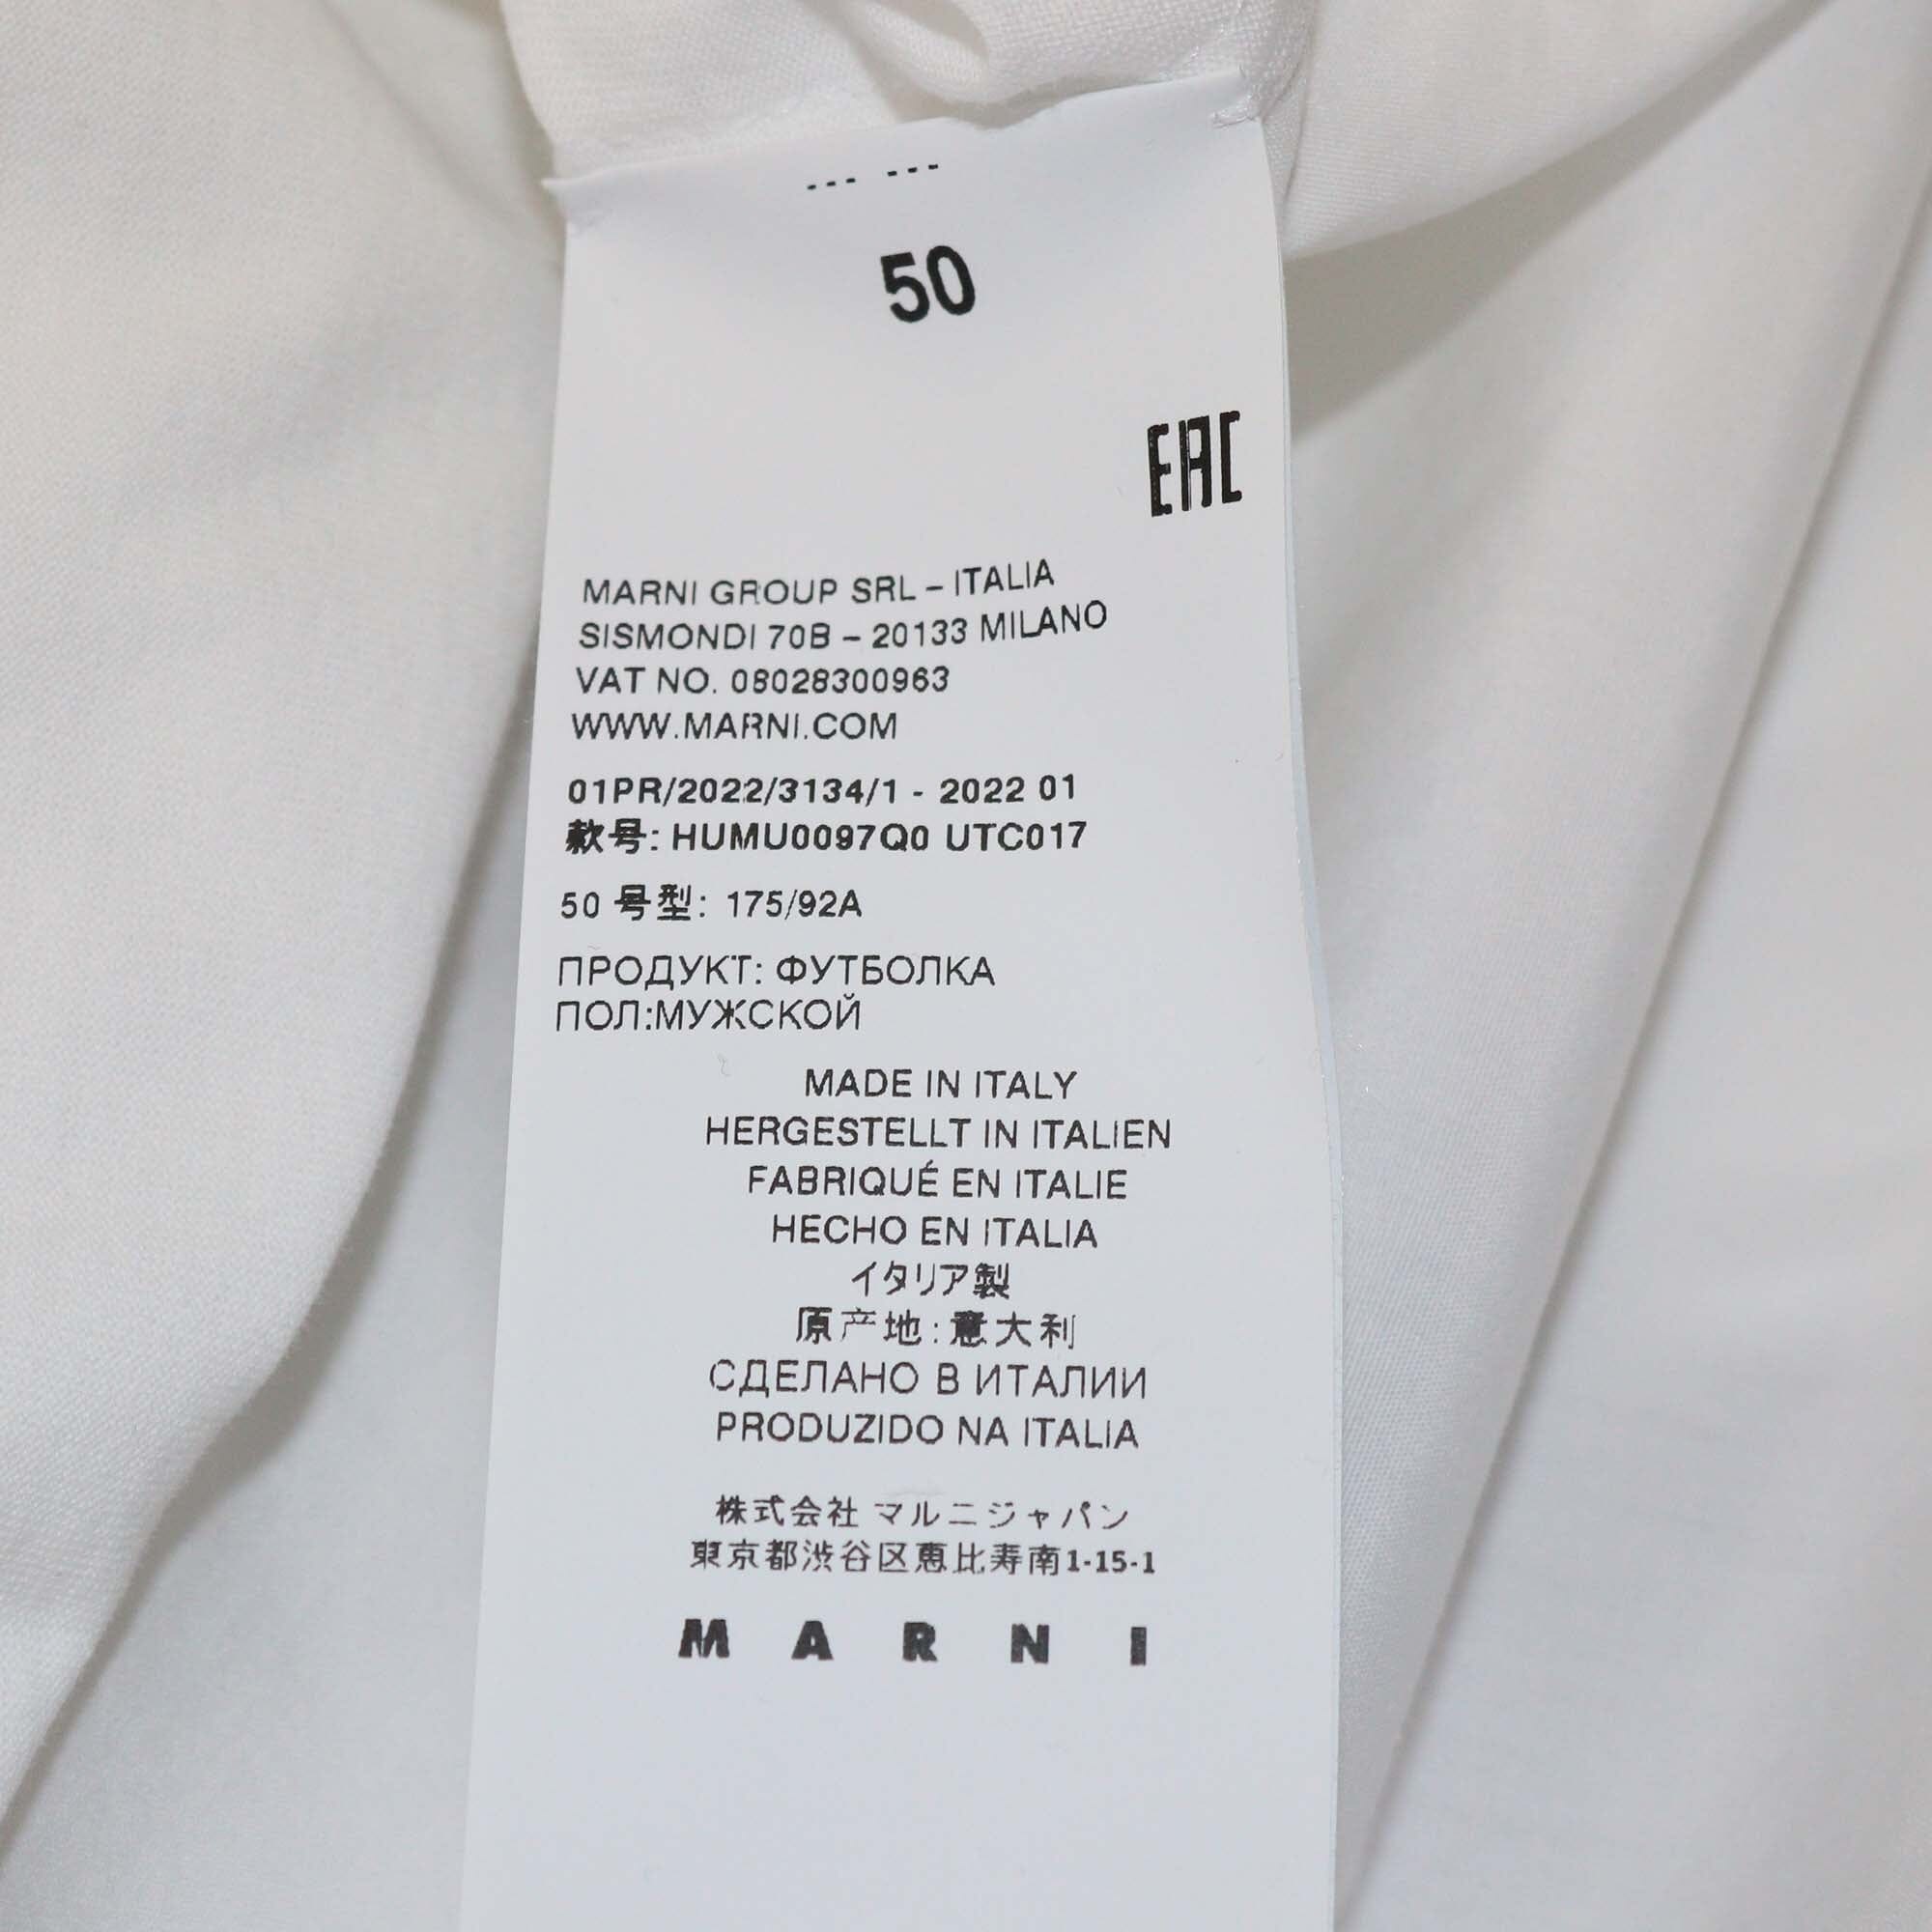 --- ---
50
EAC
MARNI GROUP SRL – ITALIA
SISMONDI 70B – 20133 MILANO
VAT NO. 08028300963
WWW.MARNI.COM
01PR/2022/3134/1 - 2022 01
款号: HUMU0097Q0 UTC017
50 号型: 175/92A
ПРОДУКТ: ФУТБОЛКА
ПОЛ:МУЖСКОЙ
MADE IN ITALY
HERGESTELLT IN ITALIEN
FABRIQUÉ EN ITALIE
HECHO EN ITALIA
イタリア製
原产地:意大利
СДЕЛАНО В ИТАЛИИ
PRODUZIDO NA ITALIA
株式会社 マルニジャパン
東京都渋谷区恵比寿南1-15-1
MARNI